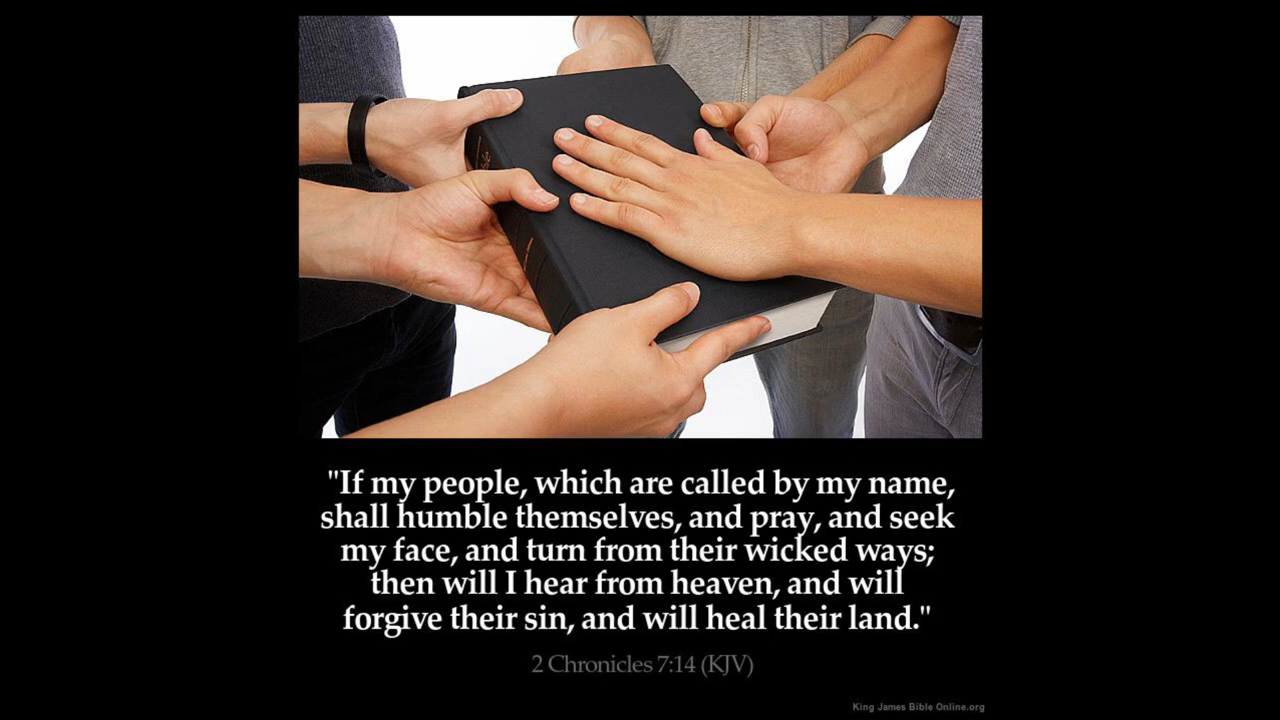 "If my people, which are called by my name,
shall humble themselves, and pray, and seek
my face, and turn from their wicked ways;
then will I hear from heaven, and will
forgive their sin, and will heal their land."
2 Chronicles 7:14 (KJV)
King James Bible Online.org